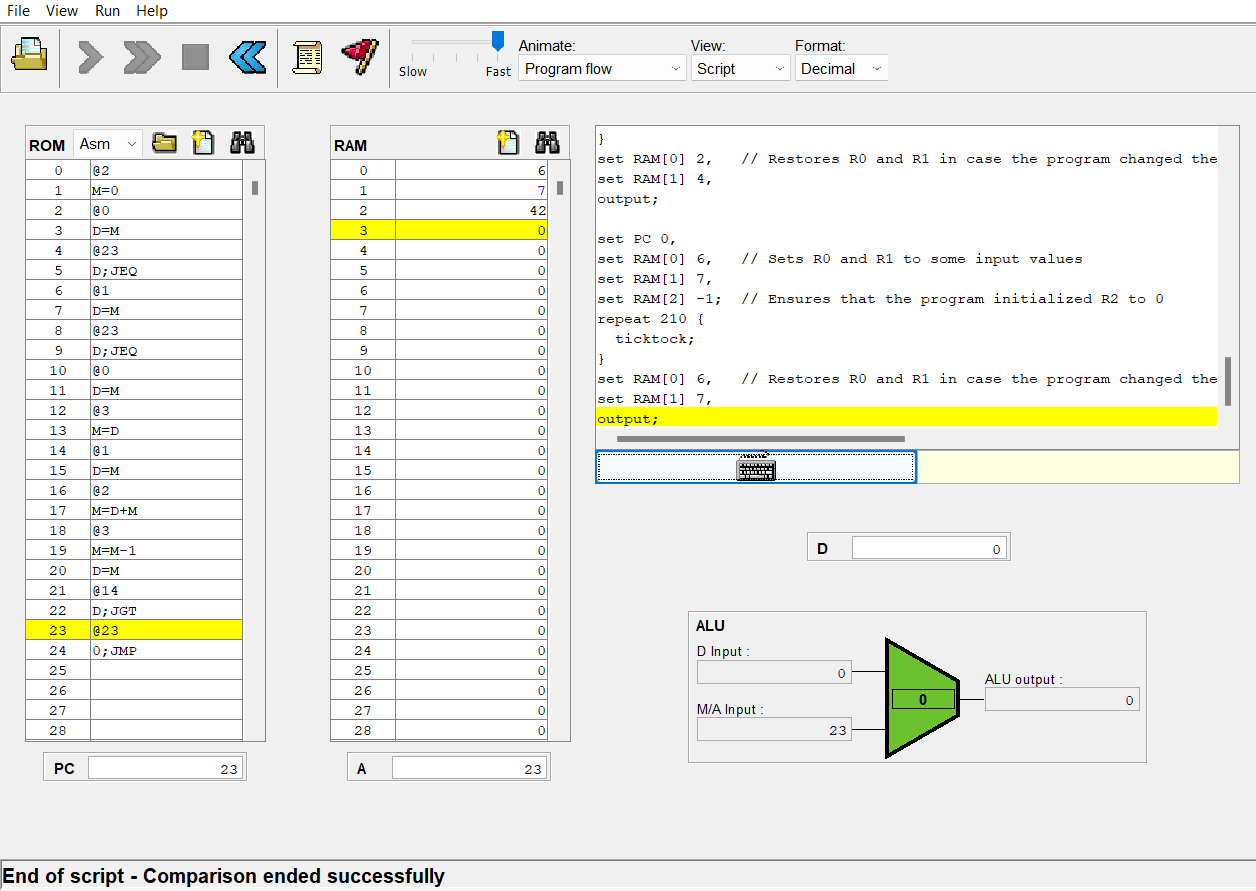 File View Run Help
Slow Fast
Animate:
Program flow
View:
Script
Format:
Decimal
ROM Asm
0 @2
1 M=0
2 @0
3 D=M
4 @23
5 D;JEQ
6 @1
7 D=M
8 @23
9 D;JEQ
10 @0
11 D=M
12 @3
13 M=D
14 @1
15 D=M
16 @2
17 M=D+M
18 @3
19 M=M-1
20 D=M
21 @14
22 D;JGT
23 @23
24 0;JMP
25
26
27
28
PC 23
RAM
0 6
1 7
2 42
3 0
4 0
5 0
6 0
7 0
8 0
9 0
10 0
11 0
12 0
13 0
14 0
15 0
16 0
17 0
18 0
19 0
20 0
21 0
22 0
23 0
24 0
25 0
26 0
27 0
28 0
A 23
}
set RAM[0] 2, // Restores R0 and R1 in case the program changed the
set RAM[1] 4,
output;
set PC 0,
set RAM[0] 6, // Sets R0 and R1 to some input values
set RAM[1] 7,
set RAM[2] -1; // Ensures that the program initialized R2 to 0
repeat 210 {
ticktock;
}
set RAM[0] 6, // Restores R0 and R1 in case the program changed the
set RAM[1] 7,
output;
D 0
ALU
D Input :
0
M/A Input :
23
0
ALU output :
0
End of script - Comparison ended successfully